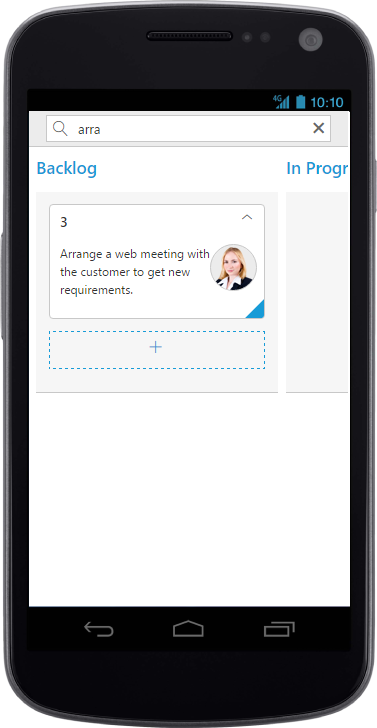 4G 10:10
arra
Backlog
In Progr
3
Arrange a web meeting with
the customer to get new
requirements.